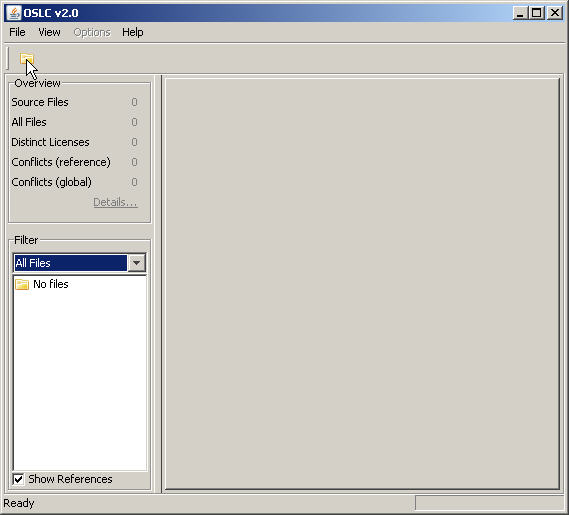 OSLC v2.0
File View Options Help
Overview
Source Files 0
All Files 0
Distinct Licenses 0
Conflicts (reference) 0
Conflicts (global) 0
Details...
Filter
All Files
No files
Show References
Ready